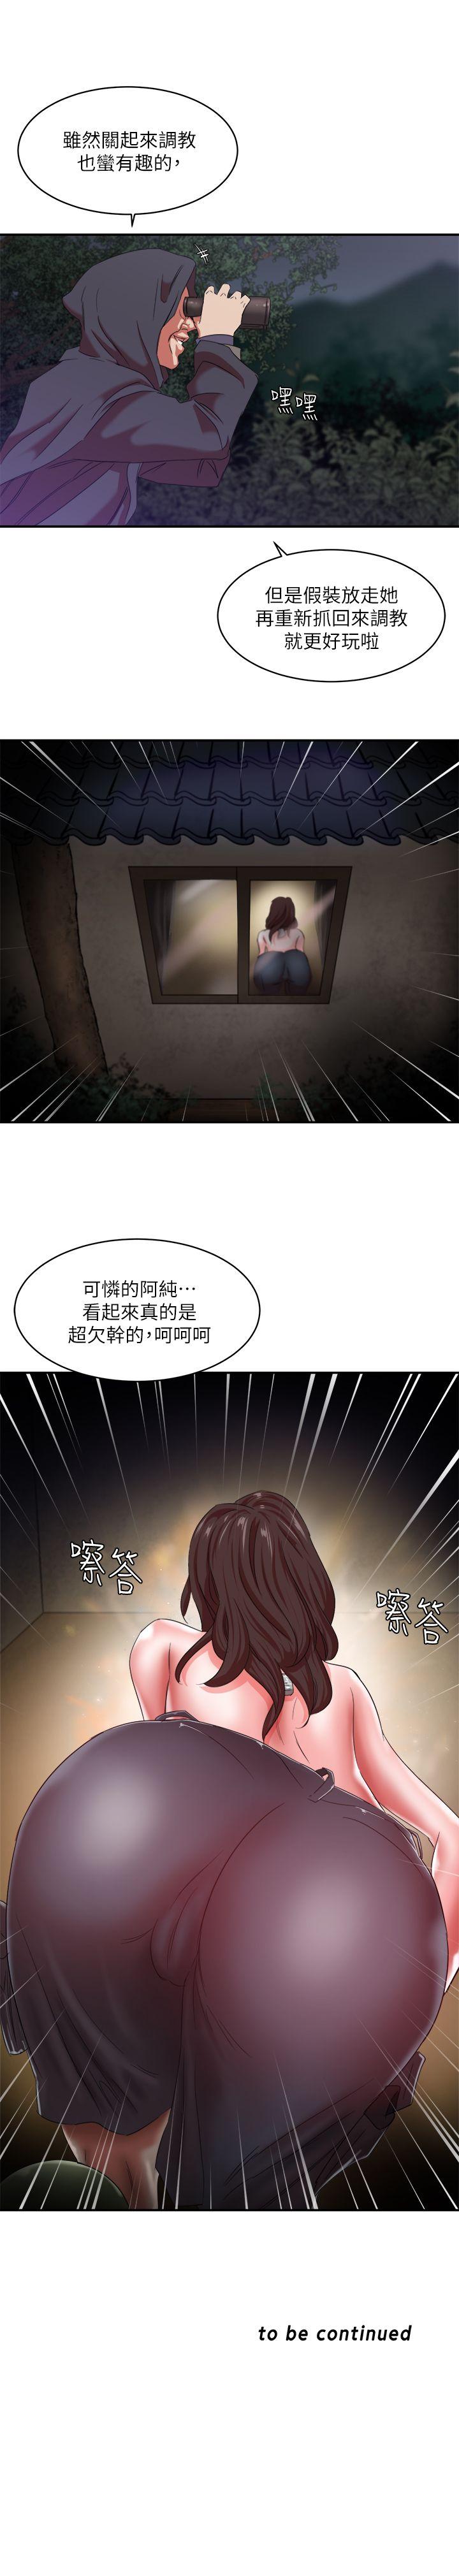 雖然關起來調教
也蠻有趣的，
嘿嘿
但是假裝放走她
再重新抓回來調教
就更好玩啦
可憐的阿純…
看起來真的是
超欠幹的，呵呵呵
嚓答
嚓答
to be continued